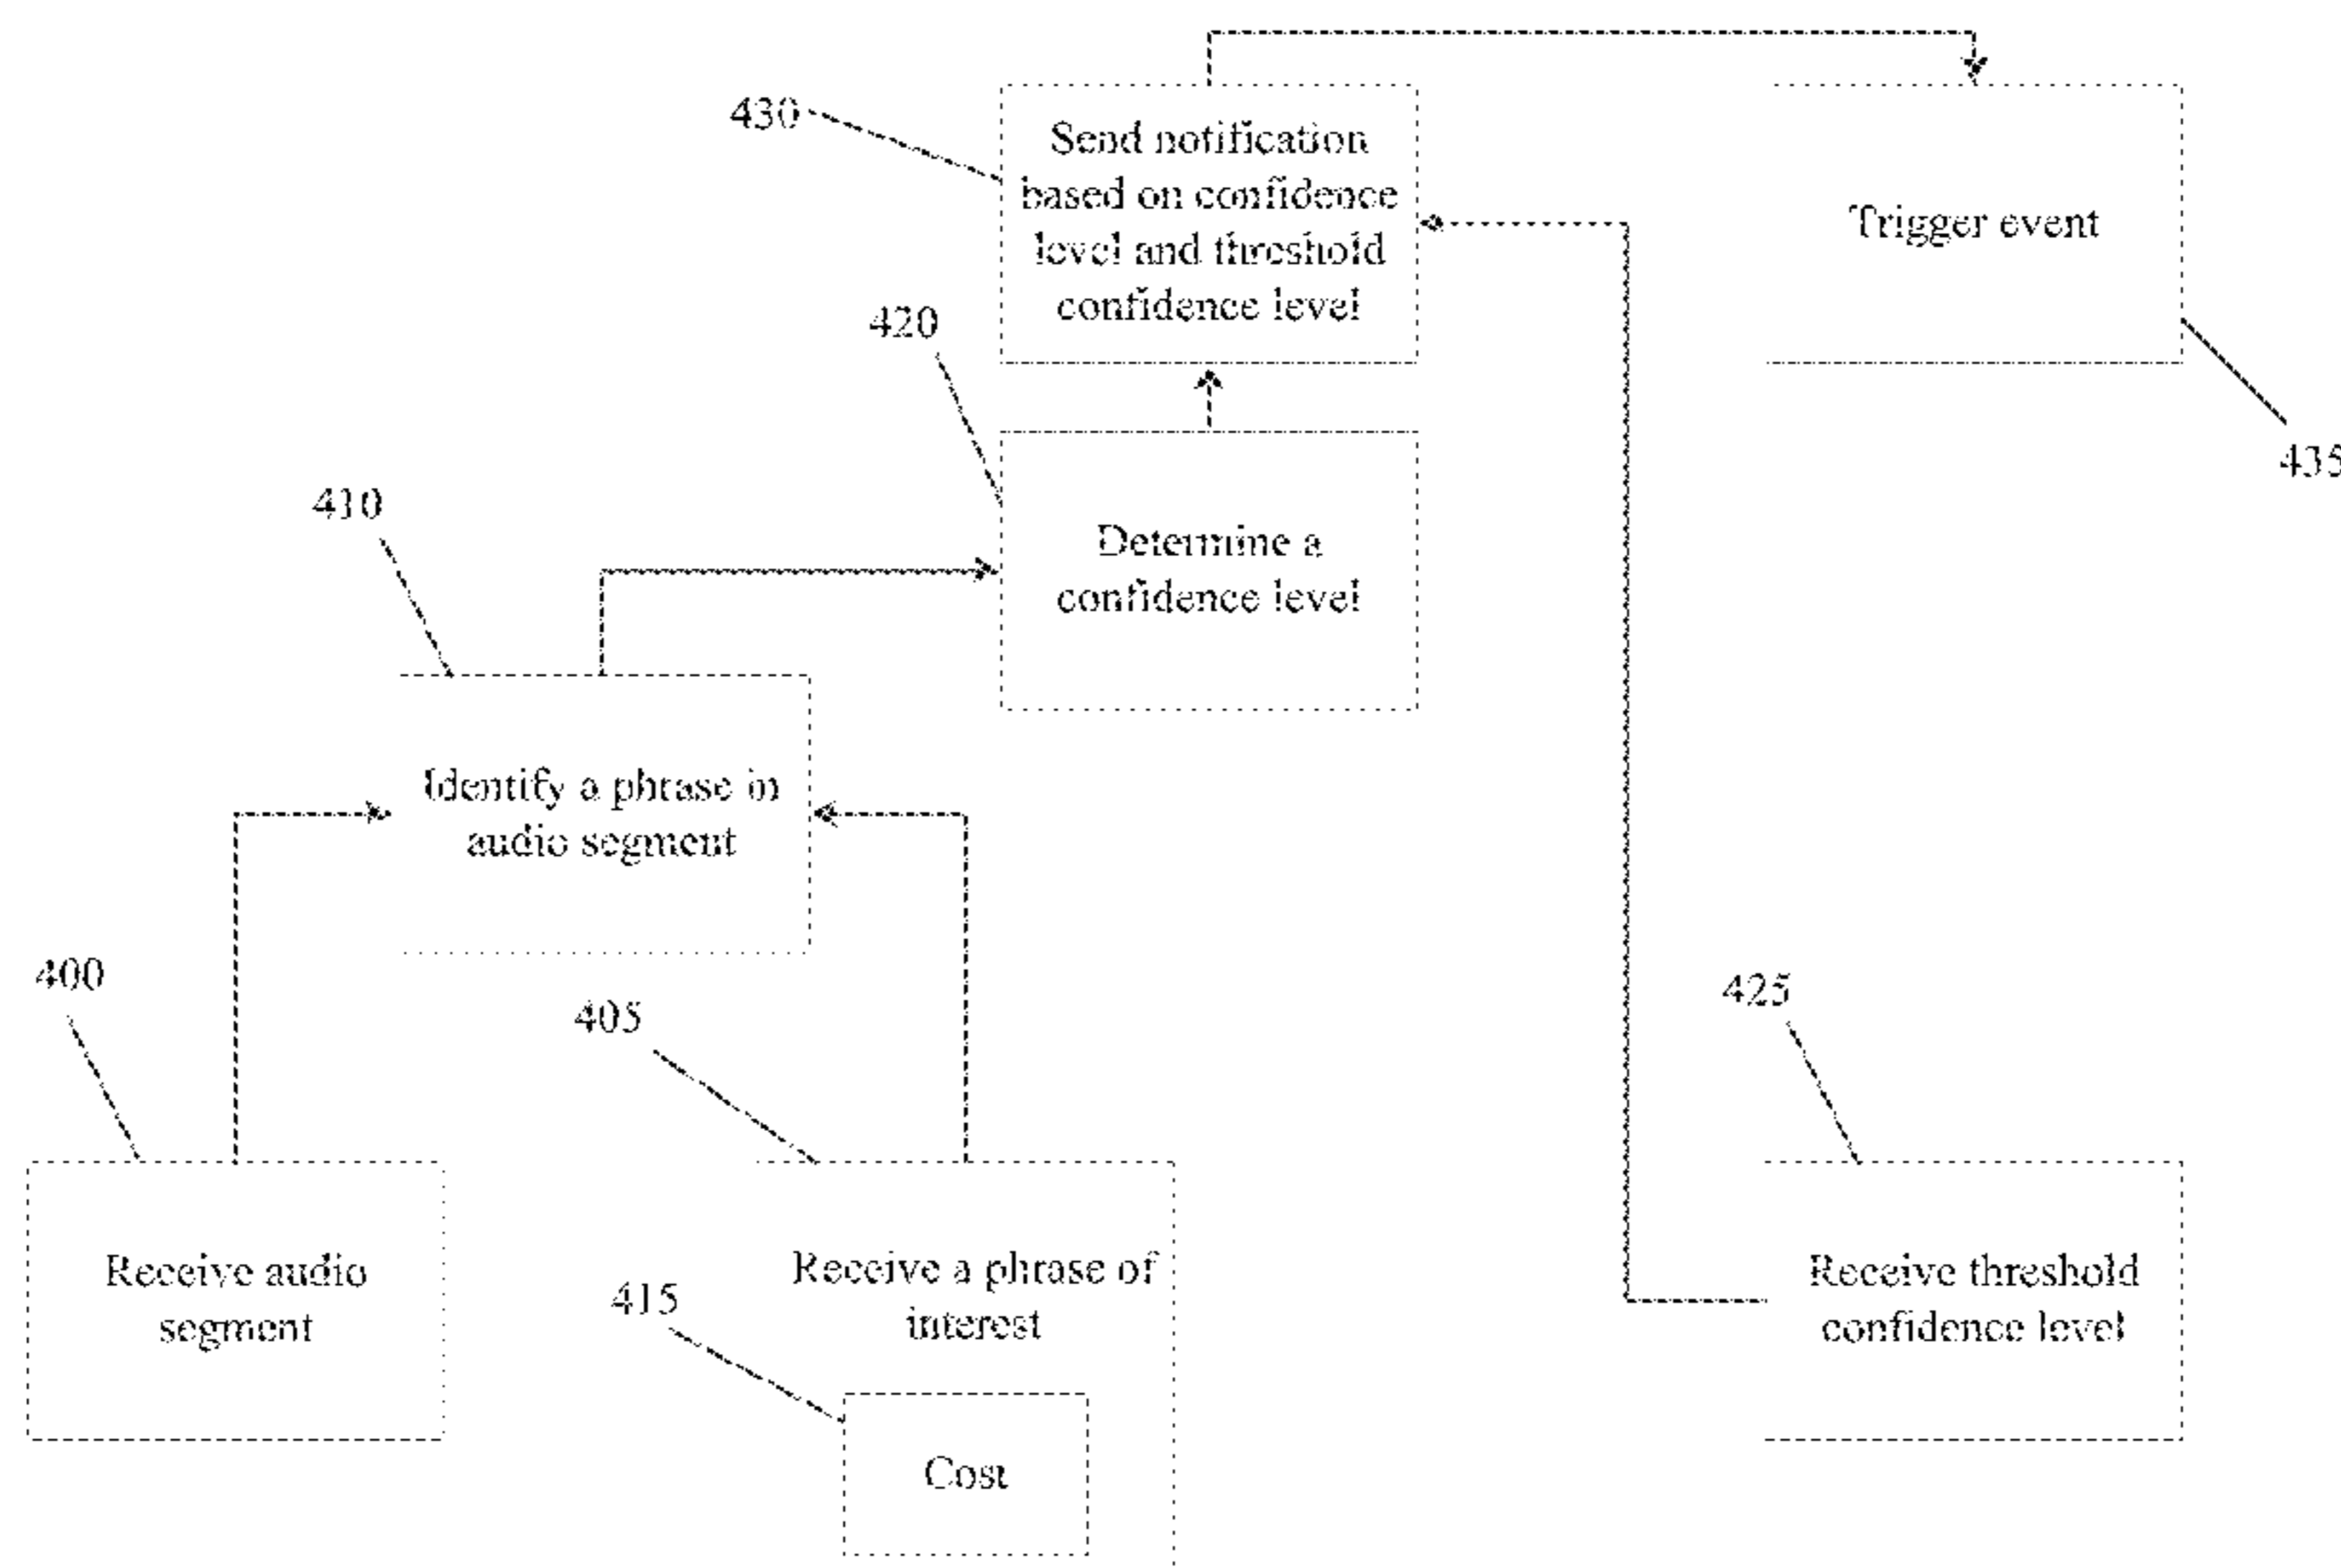 430
Send notification
based on confidence
level and threshold
confidence level
Trigger event
420
435
410
Determine a
confidence level
Identify a phrase in
audio segment
400
405
425
Receive audio
segment
415
Receive a phrase of
interest
Receive threshold
confidence level
Cost